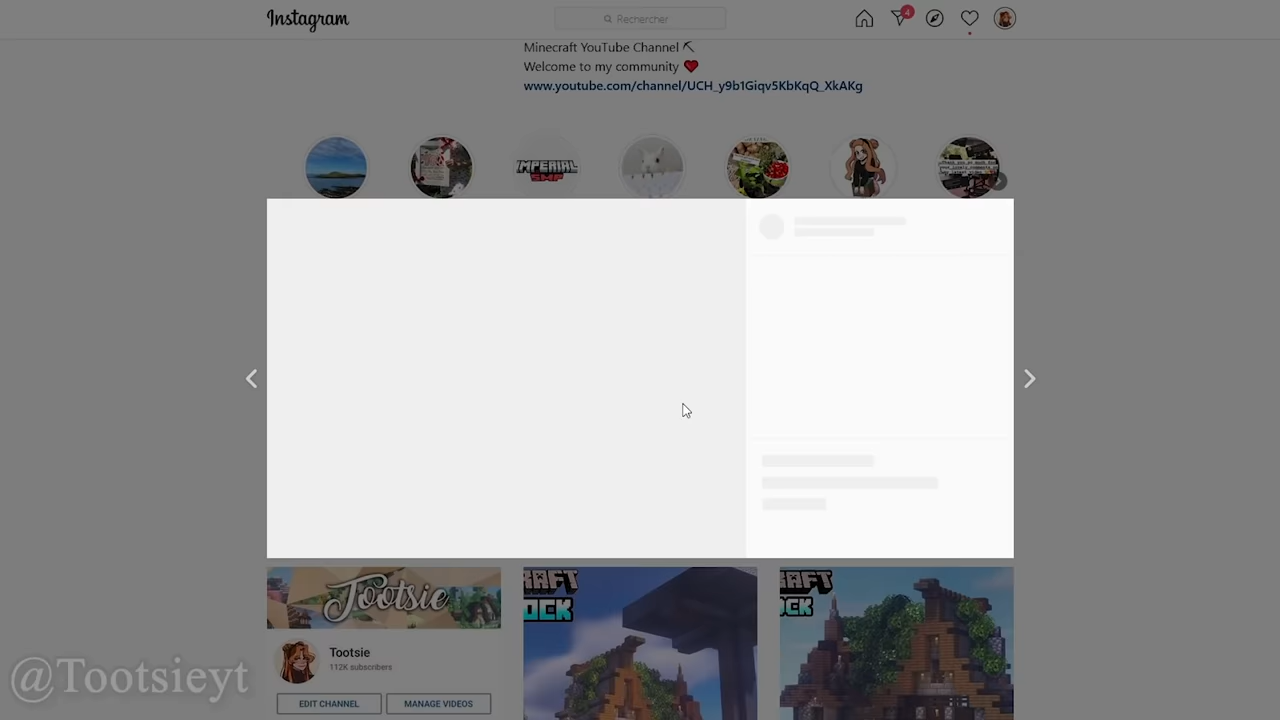 Instagram
Rechercher
4
Minecraft YouTube Channel
Welcome to my community
www.youtube.com/channel/UCH_y9b1Giqv5KbKqQ_XkAKg
IMPERIAL
SMP
Tootsie
RAFT
OCK
RAFT
CK
Tootsie
112K subscribers
EDIT CHANNEL
MANAGE VIDEOS
@Tootsieyt